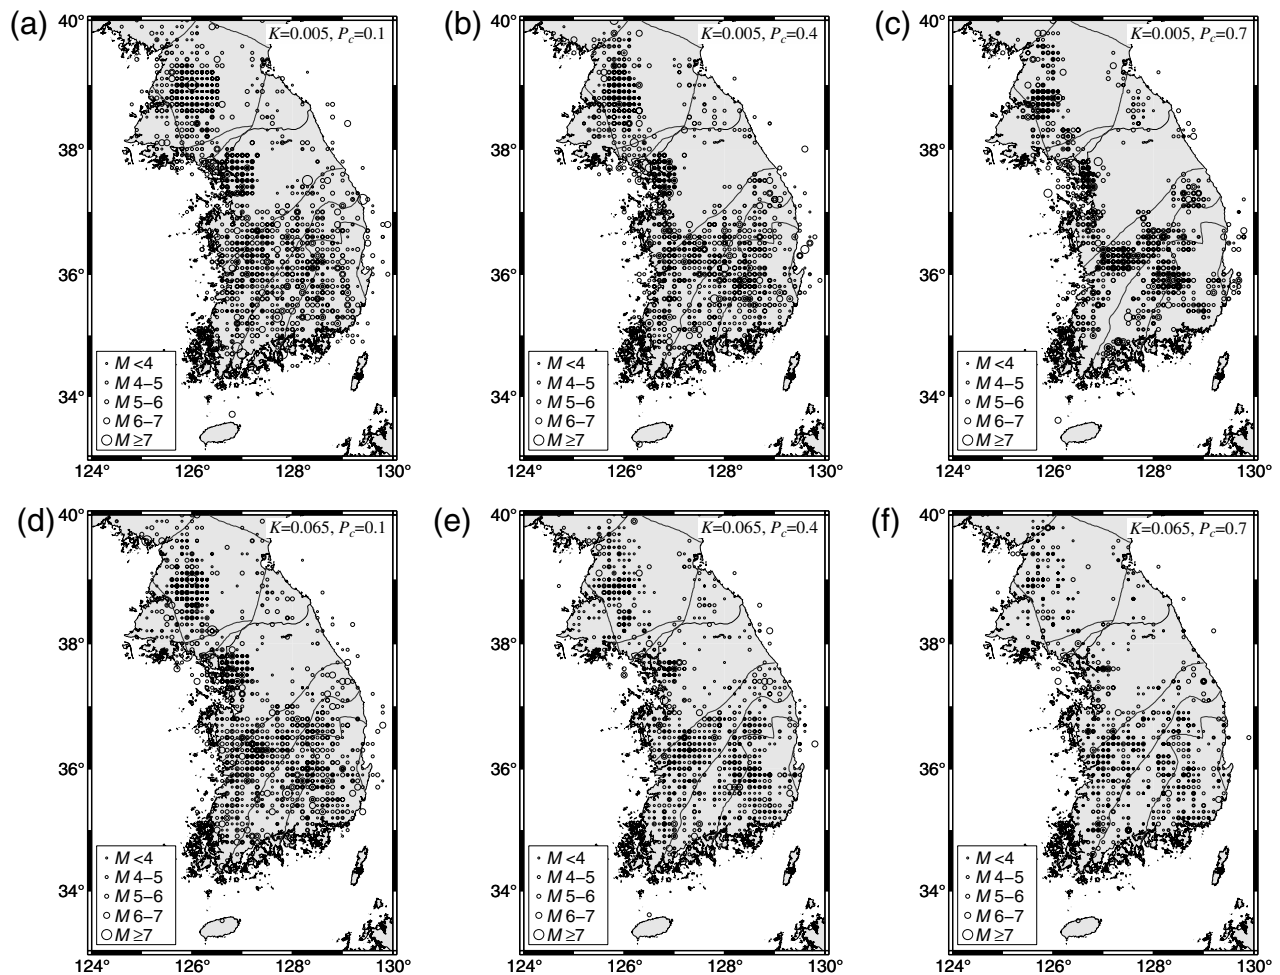 (a)
K=0.005, Pc=0.1
40°
38°
36°
34°
M <4
M 4–5
M 5–6
M 6–7
M ≥7
124 126 128 130°
(b)
K=0.005, Pc=0.4
40°
38°
36°
34°
M <4
M 4–5
M 5–6
M 6–7
M ≥7
124 126 128 130°
(c)
K=0.005, Pc=0.7
40°
38°
36°
34°
M <4
M 4–5
M 5–6
M 6–7
M ≥7
124 126 128 130°
(d)
K=0.065, Pc=0.1
40°
38°
36°
34°
M <4
M 4–5
M 5–6
M 6–7
M ≥7
124 126 128 130°
(e)
K=0.065, Pc=0.4
40°
38°
36°
34°
M <4
M 4–5
M 5–6
M 6–7
M ≥7
124 126 128 130°
(f)
K=0.065, Pc=0.7
40°
38°
36°
34°
M <4
M 4–5
M 5–6
M 6–7
M ≥7
124 126 128 130°